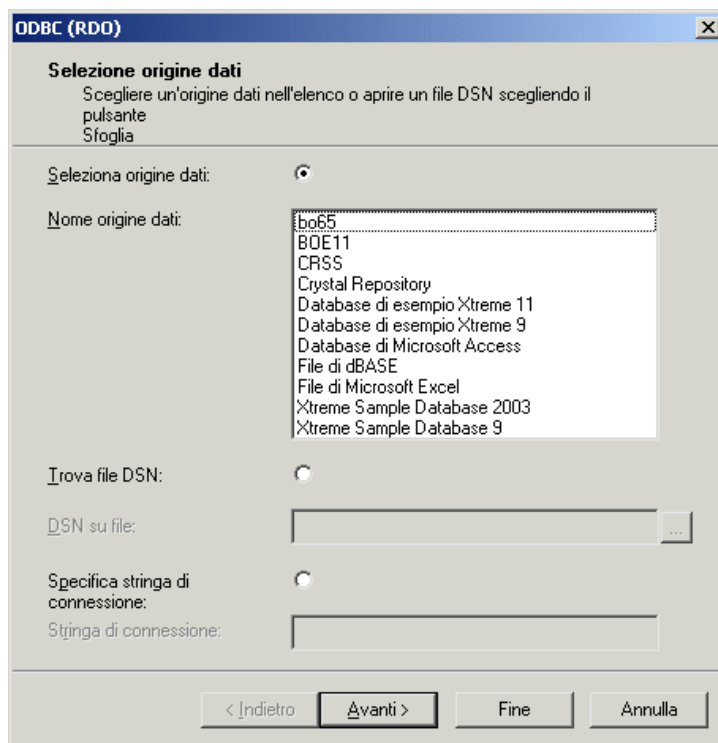 ODBC (RDO)
Selezione origine dati
Scegliere un'origine dati nell'elenco o aprire un file DSN scegliendo il
pulsante
Sfoglia
Seleziona origine dati:
Nome origine dati:
bo65
BOE11
CRSS
Crystal Repository
Database di esempio Xtreme 11
Database di esempio Xtreme 9
Database di Microsoft Access
File di dBASE
File di Microsoft Excel
Xtreme Sample Database 2003
Xtreme Sample Database 9
Trova file DSN:
DSN su file:
...
Specifica stringa di
connessione:
Stringa di connessione:
< Indietro
Avanti >
Fine
Annulla